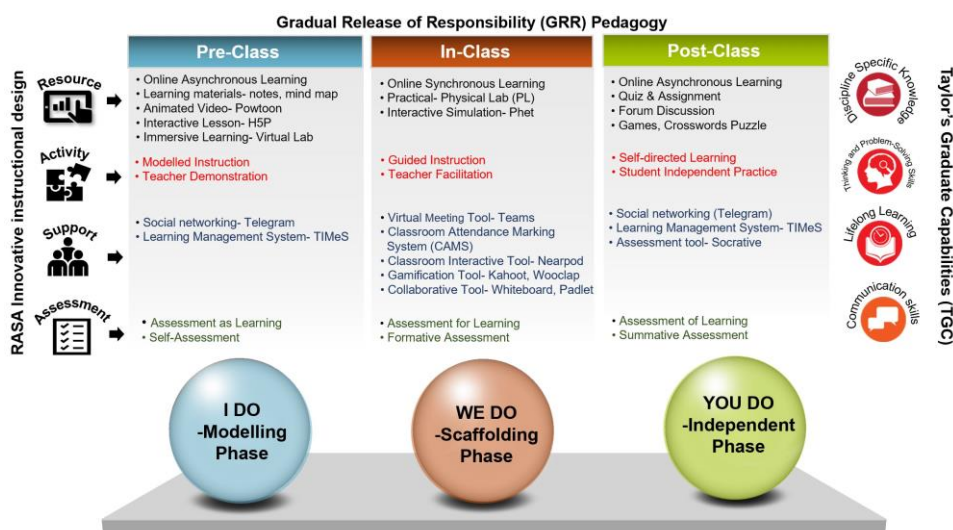 Gradual Release of Responsibility (GRR) Pedagogy
RASA Innovative instructional design
Resource
Activity
Support
Assessment
Pre-Class
• Online Asynchronous Learning
• Learning materials- notes, mind map
• Animated Video- Powtoon
• Interactive Lesson- H5P
• Immersive Learning- Virtual Lab
• Modelled Instruction
• Teacher Demonstration
• Social networking- Telegram
• Learning Management System- TIMeS
• Assessment as Learning
• Self-Assessment
I DO
-Modelling
Phase
In-Class
• Online Synchronous Learning
• Practical- Physical Lab (PL)
• Interactive Simulation- Phet
• Guided Instruction
• Teacher Facilitation
• Virtual Meeting Tool- Teams
• Classroom Attendance Marking
System (CAMS)
• Classroom Interactive Tool- Nearpod
• Gamification Tool- Kahoot, Wooclap
• Collaborative Tool- Whiteboard, Padlet
• Assessment for Learning
• Formative Assessment
WE DO
-Scaffolding
Phase
Post-Class
• Online Asynchronous Learning
• Quiz & Assignment
• Forum Discussion
• Games, Crosswords Puzzle
• Self-directed Learning
• Student Independent Practice
• Social networking (Telegram)
• Learning Management System- TIMeS
• Assessment tool- Socrative
• Assessment of Learning
• Summative Assessment
YOU DO
-Independent
Phase
Discipline Specific Knowledge
Thinking and Problem-Solving Skills
Lifelong Learning
Communication skills
Taylor's Graduate Capabilities (TGC)